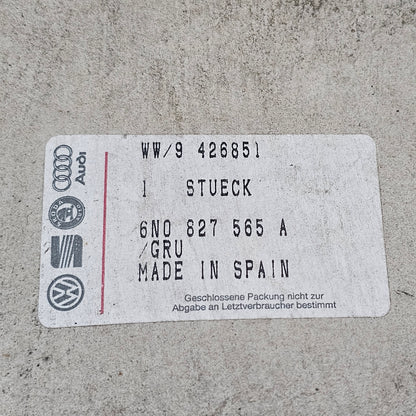 WW/9 426851
1 STUECK
6N0 827 565 A
/GRU
MADE IN SPAIN
Geschlossene Packung nicht zur
Abgabe an Letztverbraucher bestimmt
Audi
SKODA